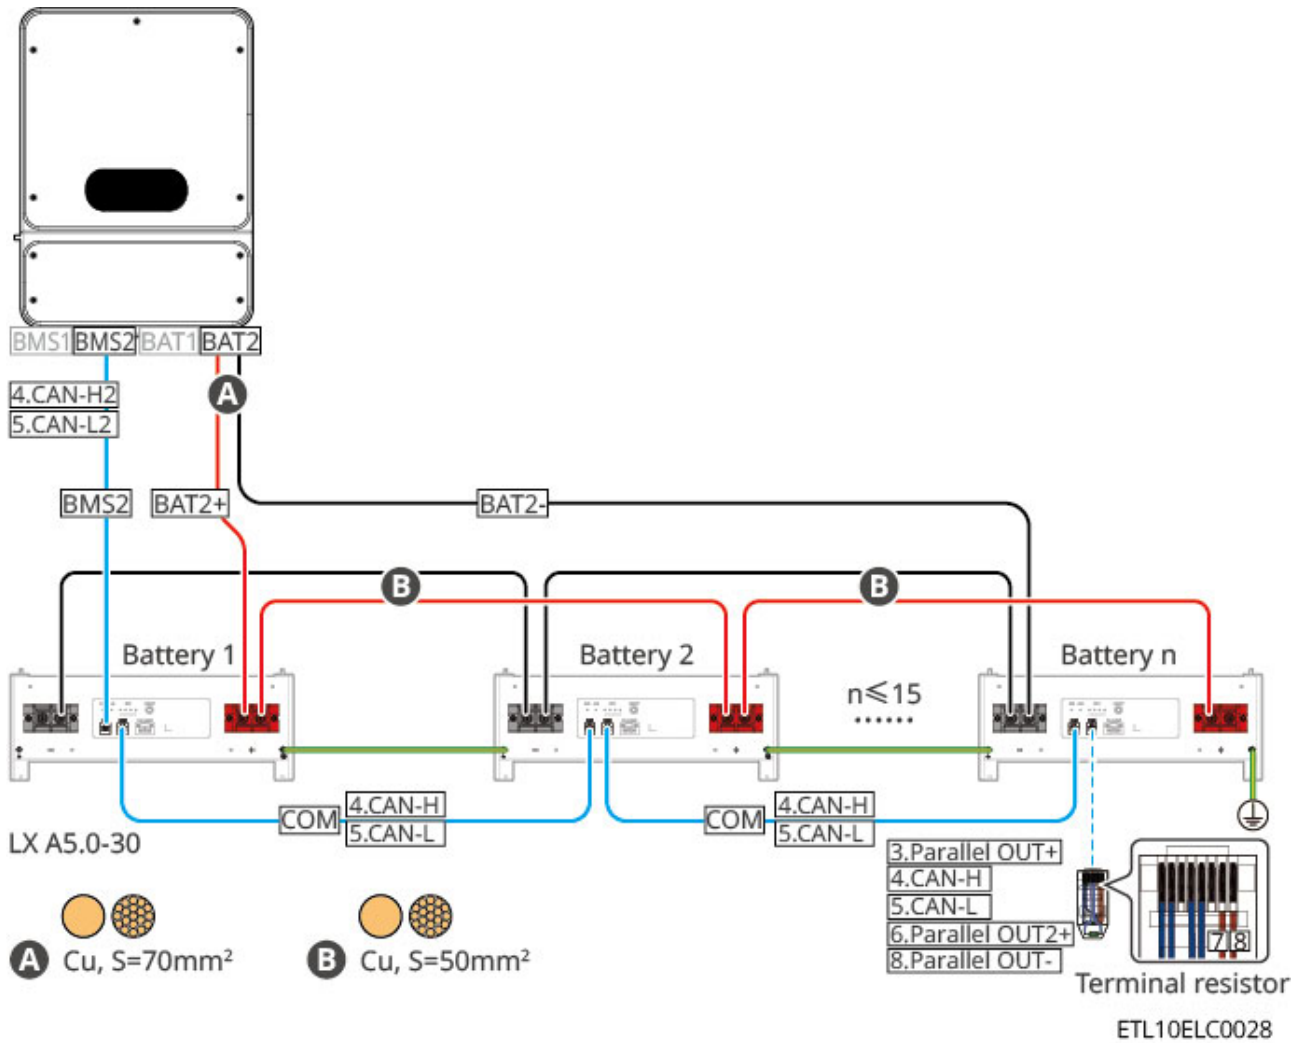 BMS1 BMS2 BAT1 BAT2
A
4.CAN-H2
5.CAN-L2
BMS2 BAT2+ BAT2-
B B
Battery 1 Battery 2 Battery n
n≤15
......
COM 4.CAN-H
5.CAN-L
COM 4.CAN-H
5.CAN-L
LX A5.0-30
3.Parallel OUT+
4.CAN-H
5.CAN-L
6.Parallel OUT2+
8.Parallel OUT-
7 8
A Cu, S=70mm²
B Cu, S=50mm²
Terminal resistor
ETL10ELC0028